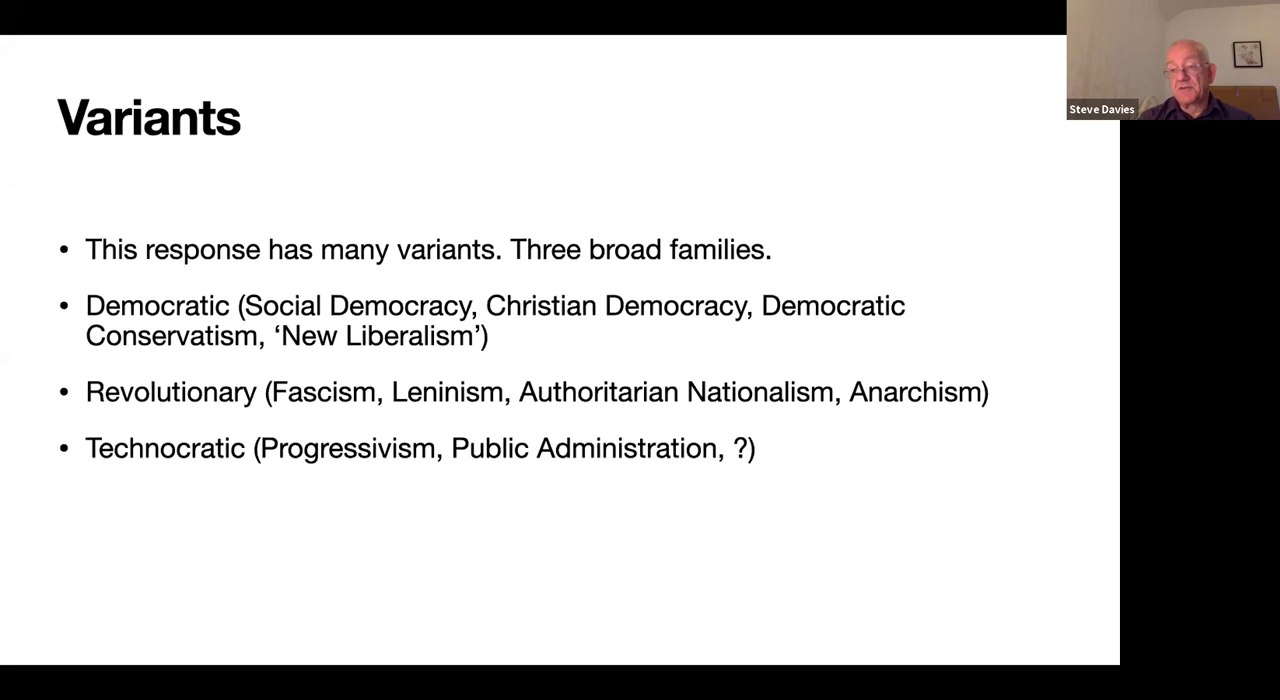 Variants
Steve Davies
• This response has many variants. Three broad families.
• Democratic (Social Democracy, Christian Democracy, Democratic
Conservatism, ‘New Liberalism’)
• Revolutionary (Fascism, Leninism, Authoritarian Nationalism, Anarchism)
• Technocratic (Progressivism, Public Administration, ?)